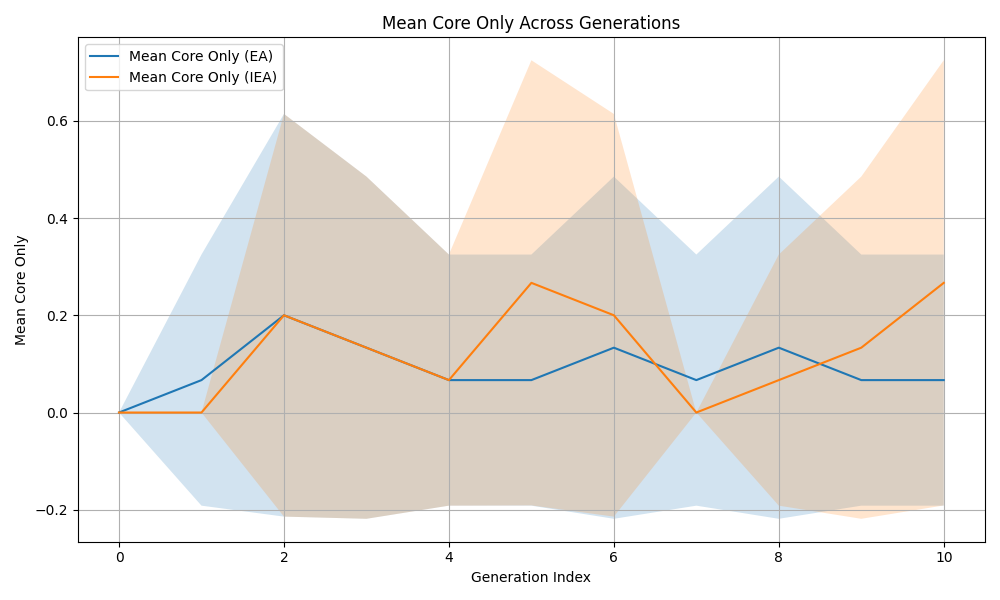 Mean Core Only Across Generations
Mean Core Only (EA)
Mean Core Only (IEA)
Mean Core Only
0.6
0.4
0.2
0.0
−0.2
0 2 4 6 8 10
Generation Index